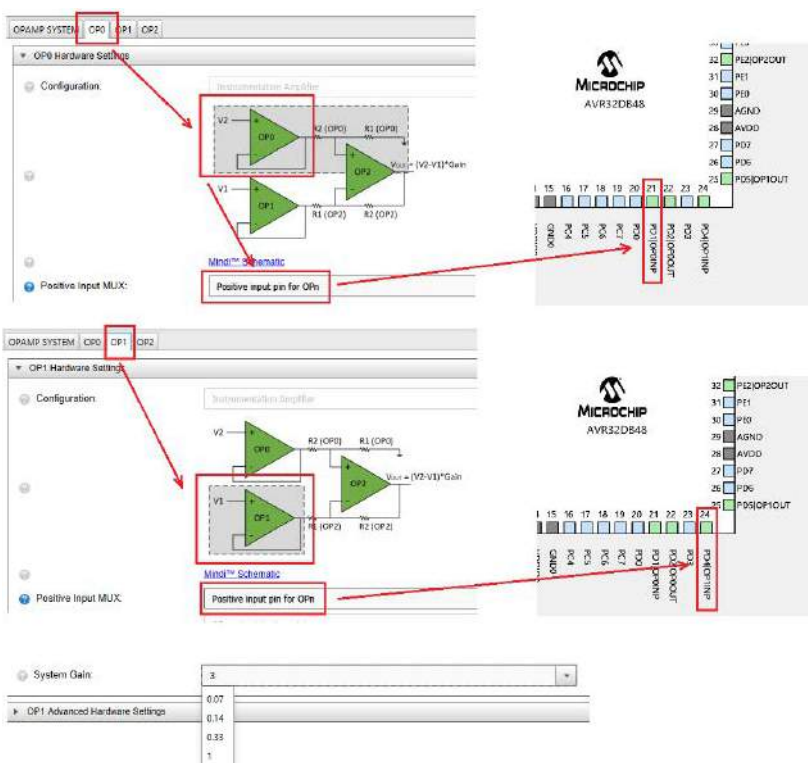 OPAMP SYSTEM OP0 OP1 OP2
OP0 Hardware Settings
Configuration:
Instrumentation Amplifier
V2
OP0
R2 (OP0) R1 (OP0)
OP2
Vout = (V2-V1)*Gain
V1
OP1
R1 (OP2) R2 (OP2)
Mindi™ Schematic
Positive Input MUX:
Positive input pin for OPn
MICROCHIP
AVR32DB48
32 PE2|OP2OUT
31 PE1
30 PE0
29 AGND
28 AVDD
27 PD7
26 PD6
25 PD5|OP1OUT
15 16 17 18 19 20 21 22 23 24
GND0
PC4
PC5
PC6
PC7
PD0
PD1|OP0INP
PD2|OP0OUT
PD3
PD4|OP1INP
OPAMP SYSTEM OP0 OP1 OP2
OP1 Hardware Settings
Configuration:
Instrumentation Amplifier
V2
OP0
R2 (OP0) R1 (OP0)
OP2
Vout = (V2-V1)*Gain
V1
OP1
R1 (OP2) R2 (OP2)
Mindi™ Schematic
Positive Input MUX:
Positive input pin for OPn
MICROCHIP
AVR32DB48
32 PE2|OP2OUT
31 PE1
30 PE0
29 AGND
28 AVDD
27 PD7
26 PD6
25 PD5|OP1OUT
15 16 17 18 19 20 21 22 23 24
GND0
PC4
PC5
PC6
PC7
PD0
PD1|OP0INP
PD2|OP0OUT
PD3
PD4|OP1INP
System Gain:
3
OP1 Advanced Hardware Settings
0.07
0.14
0.33
1